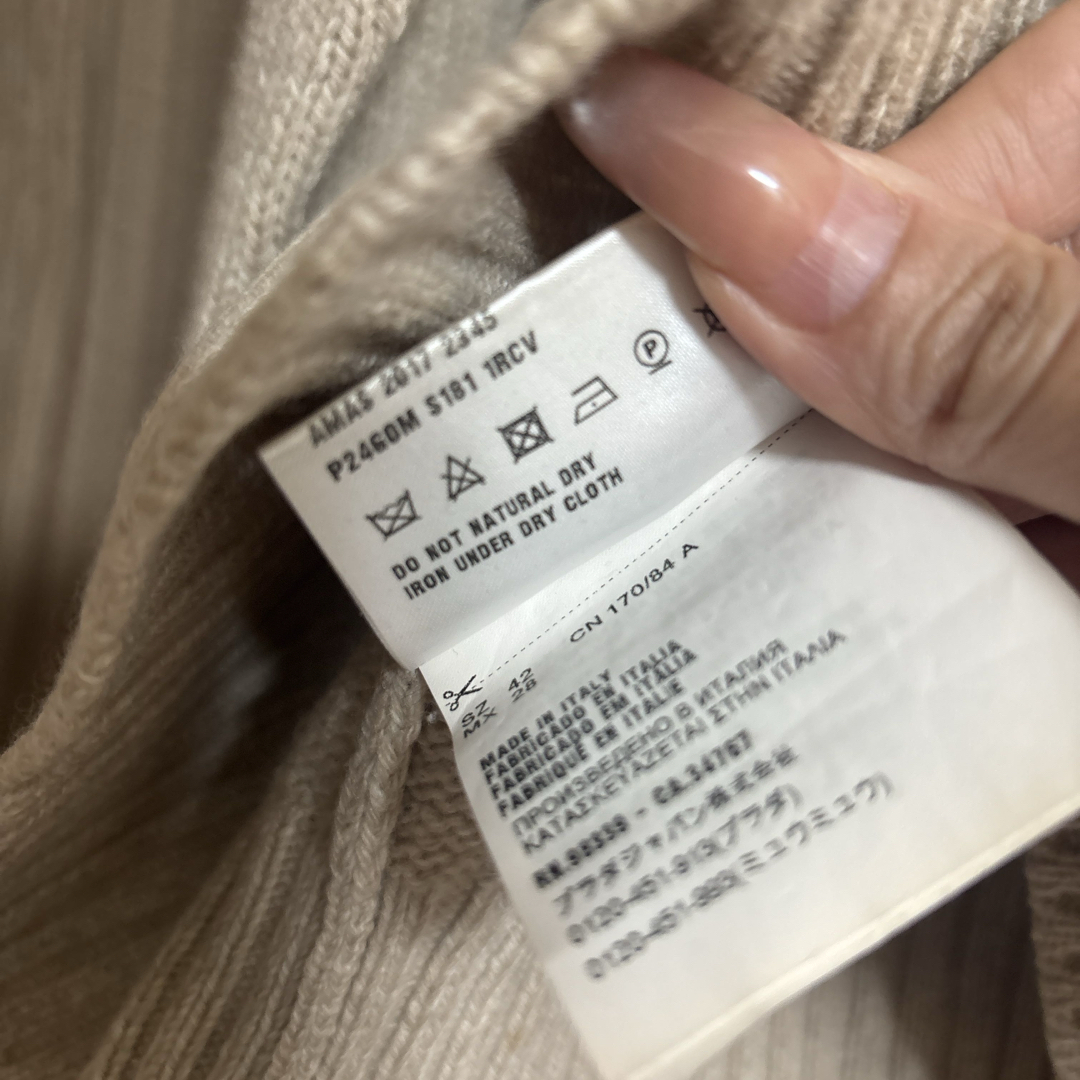 AMAS 2017 2345
P2460M S181 1RCV
P
DO NOT NATURAL DRY
IRON UNDER DRY CLOTH
CN 170/84 A
SZ 42
MX 28
MADE IN ITALY
FABRICADO EN ITALIA
FABRICADO EM ITALIA
FABRIQUÉ EN ITALIE
ПРОИЗВЕДЕНО В ИТАЛИЯ
ΚΑΤΑΣΚΕΥΑΖΕΤΑΙ ΣΤΗΝ ΙΤΑΛΙΑ
CA.34767
プラダジャパン株式会社
0120-451-913(プラダ)
0120-451-993(ミュウミュウ)